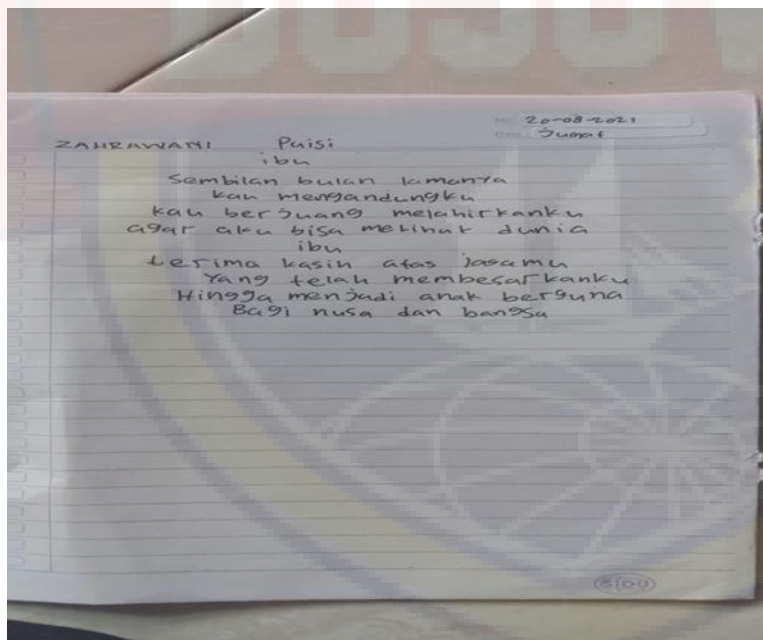 20-08-2021
Jumat
ZAHRAWANI Puisi
ibu
Sembilan bulan lamanya
kau mengandungku
kau berjuang melahirkanku
agar aku bisa melihat dunia
ibu
terima kasih atas jasamu
Yang telah membesarkanku
Hingga menjadi anak berguna
Bagi nusa dan bangsa